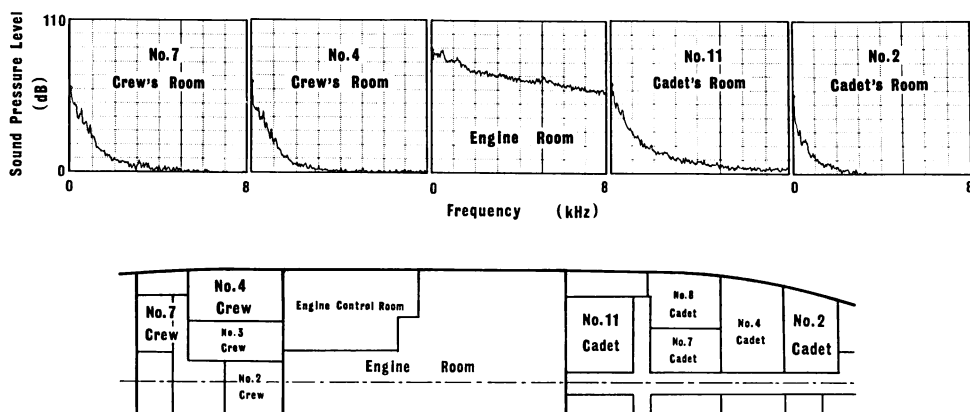 110
Sound Pressure Level
(dB)
0
No.7
Crew's Room
No.4
Crew's Room
Engine Room
No.11
Cadet's Room
No.2
Cadet's Room
0
8
0
8
0
8
Frequency (kHz)
No.7
Crew
No.4
Crew
No.3
Crew
No.2
Crew
Engine Control Room
Engine Room
No.11
Cadet
No.8
Cadet
No.7
Cadet
No.4
Cadet
No.2
Cadet